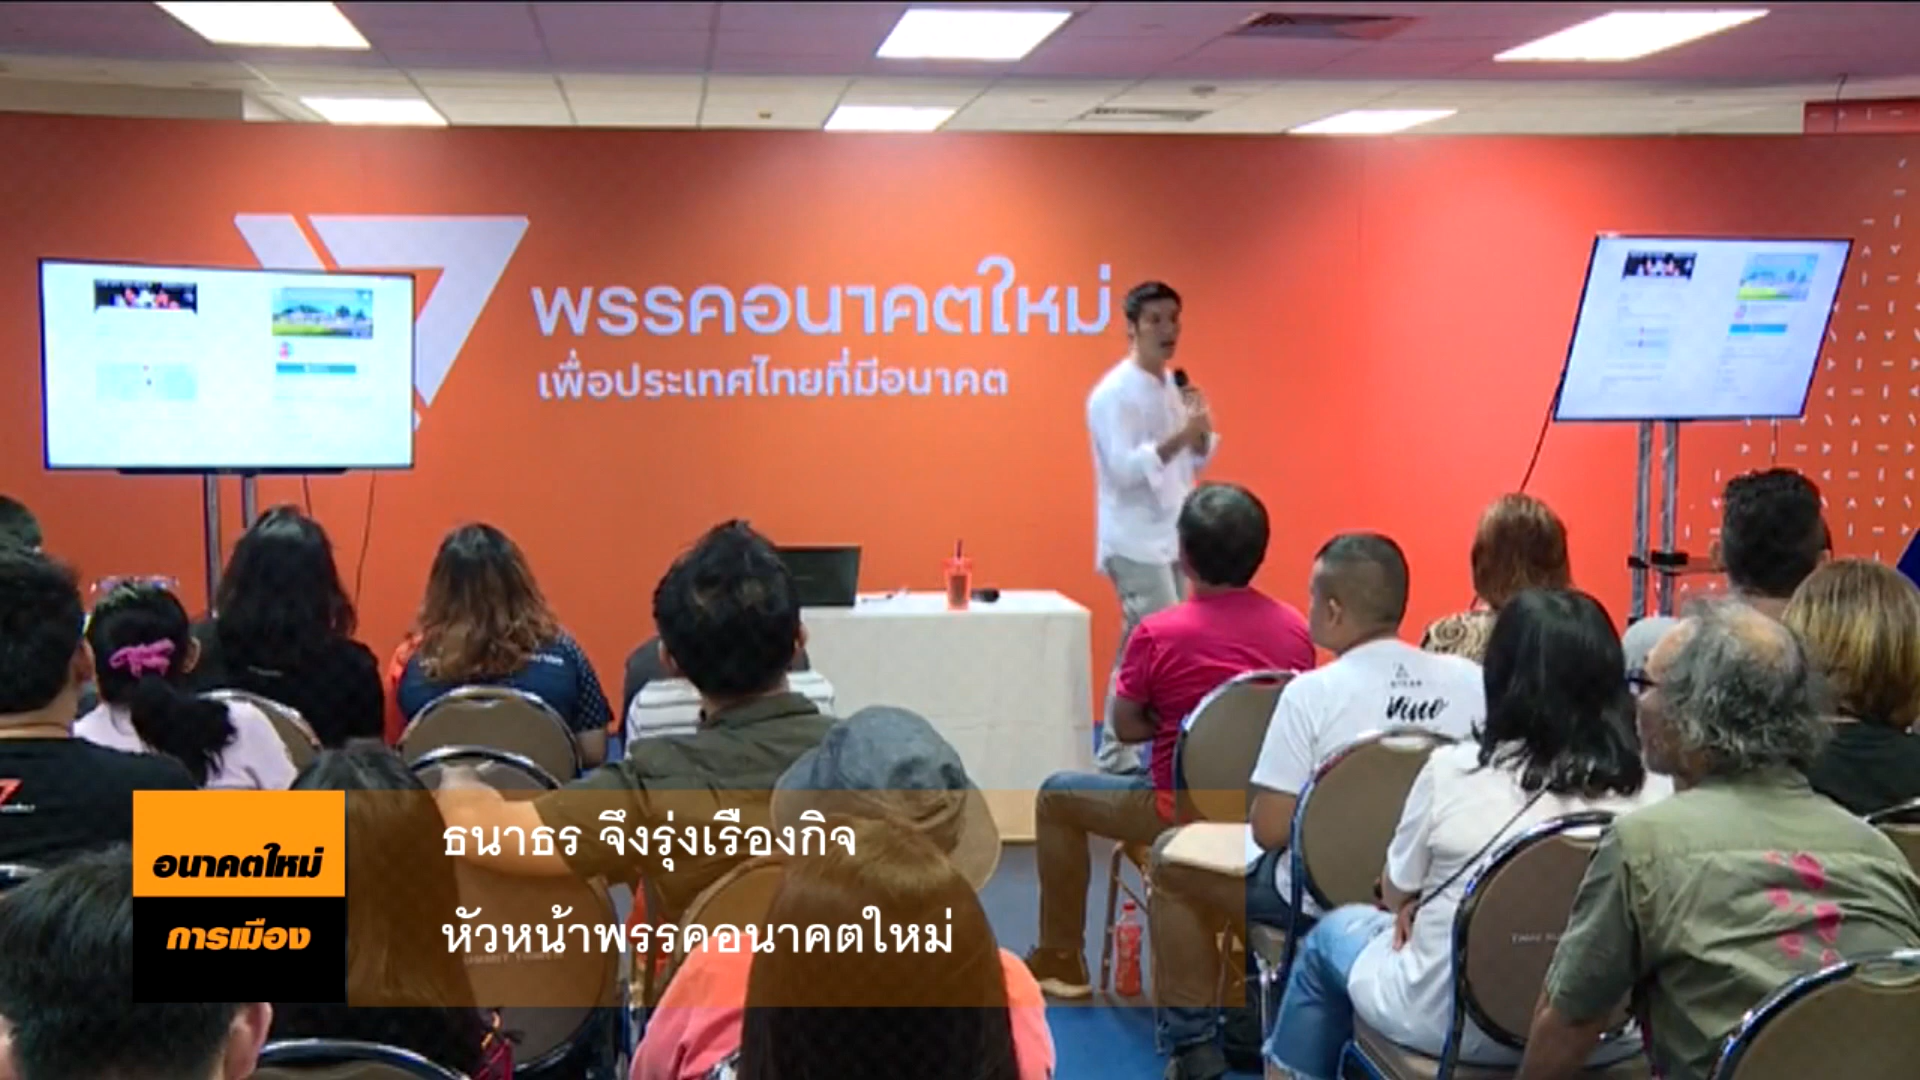 พรรคอนาคตใหม่
เพื่อประเทศไทยที่มีอนาคต
Vino
อนาคตใหม่
การเมือง
ธนาธร จึงรุ่งเรืองกิจ
หัวหน้าพรรคอนาคตใหม่